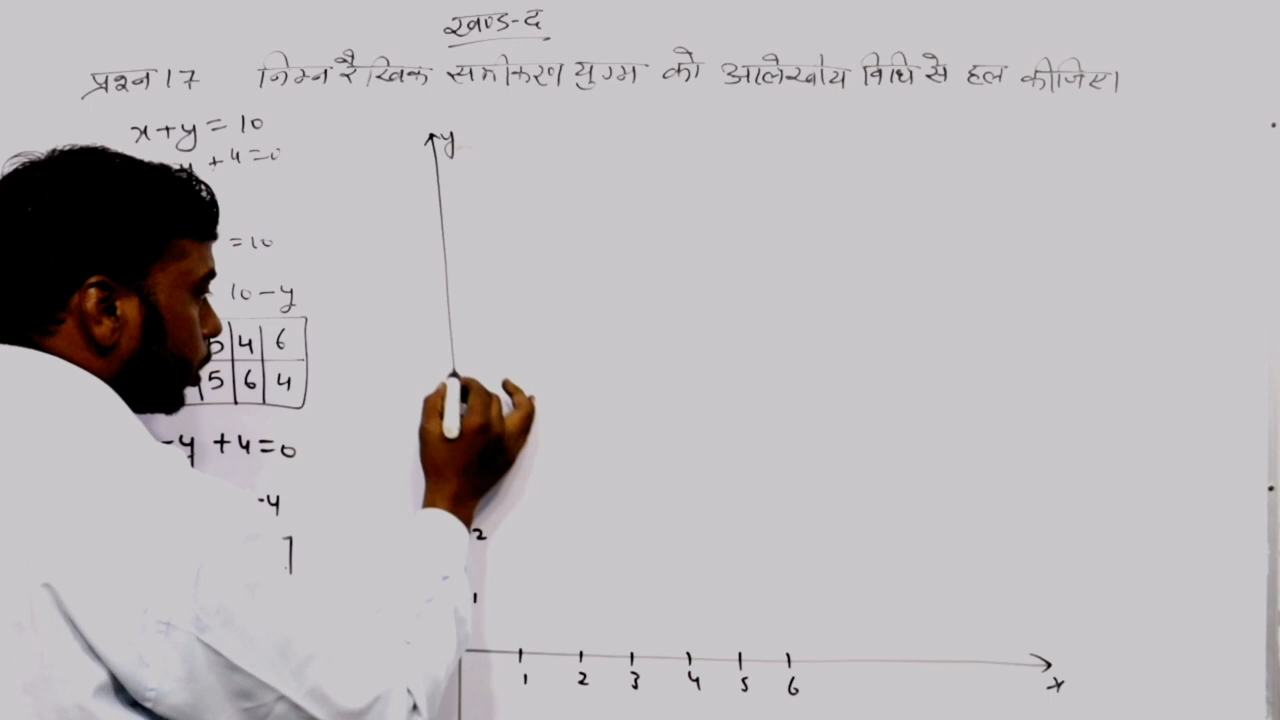 खण्ड-द
प्रश्न 17 निम्न रैखिक समीकरण युग्म को आलेखीय विधि से हल कीजिए।
x+y=10
+4=0
=10
10-y
5 4 6
5 6 4
-y +4=0
-4
y
2
1
1 2 3 4 5 6
x